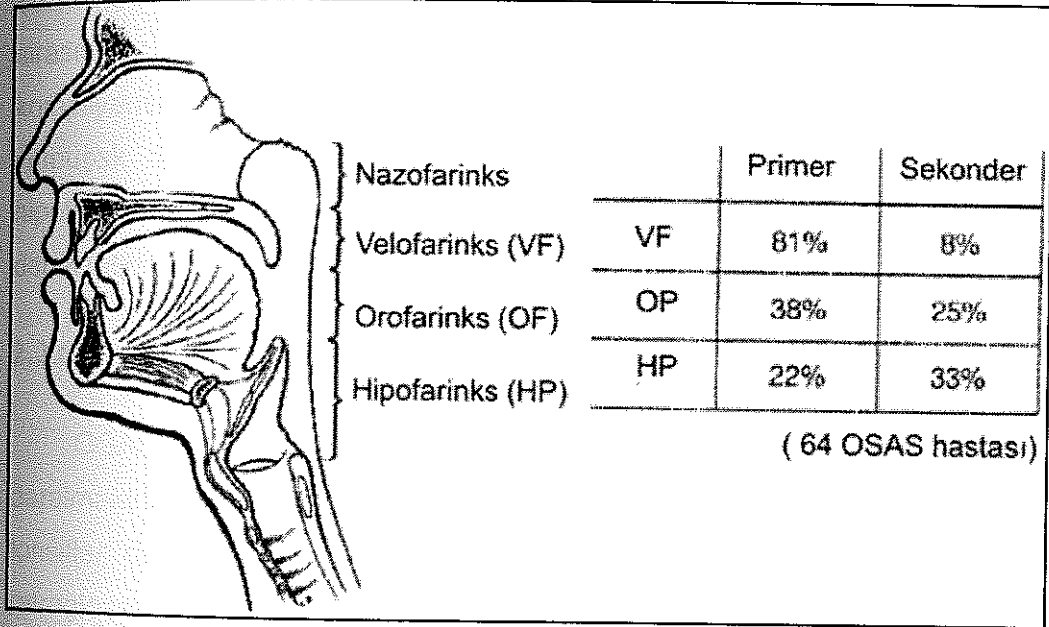 Nazofarinks
Velofarinks (VF)
Orofarinks (OF)
Hipofarinks (HP)
Primer Sekonder
VF 81% 8%
OP 38% 25%
HP 22% 33%
( 64 OSAS hastası)